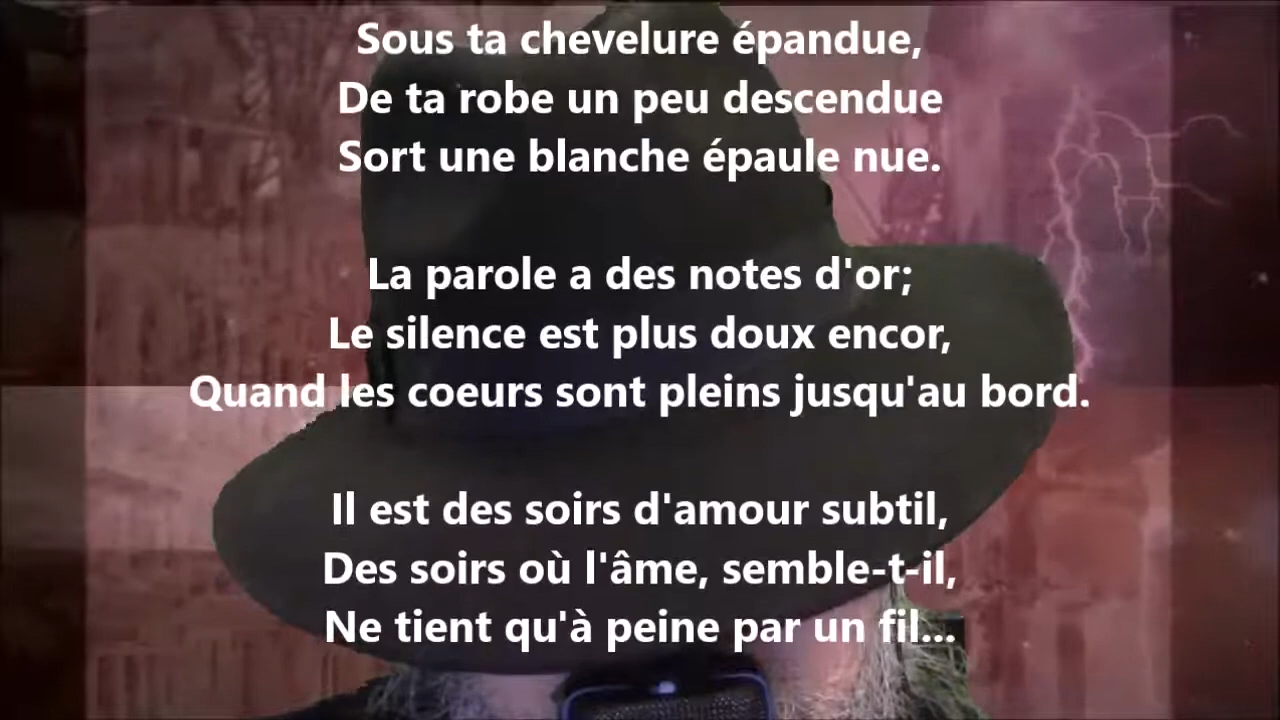 Sous ta chevelure épandue,
De ta robe un peu descendue
Sort une blanche épaule nue.
La parole a des notes d'or;
Le silence est plus doux encor,
Quand les coeurs sont pleins jusqu'au bord.
Il est des soirs d'amour subtil,
Des soirs où l'âme, semble-t-il,
Ne tient qu'à peine par un fil...